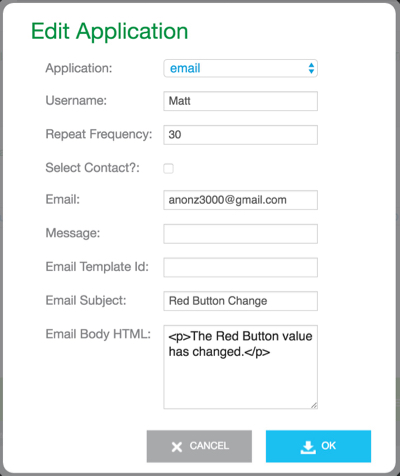 Edit Application
Application: email
Username: Matt
Repeat Frequency: 30
Select Contact?:
Email: anonz3000@gmail.com
Message:
Email Template Id:
Email Subject: Red Button Change
Email Body HTML: <p>The Red Button value
has changed.</p>
CANCEL OK